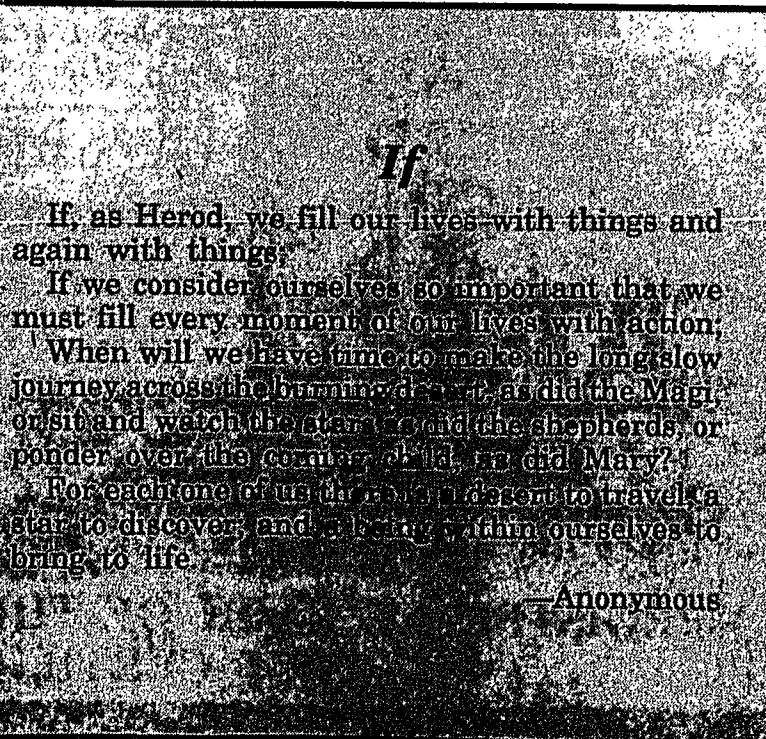 If
If, as Herod, we fill our lives with things and
again with things;
If we consider ourselves so important that we
must fill every moment of our lives with action;
When will we have time to make the long slow
journey across the burning desert, as did the Magi,
or sit and watch the stars as did the shepherds, or
ponder over the coming child, as did Mary?
For each one of us there is a desert to travel, a
star to discover, and a being within ourselves to
bring to life.
—Anonymous